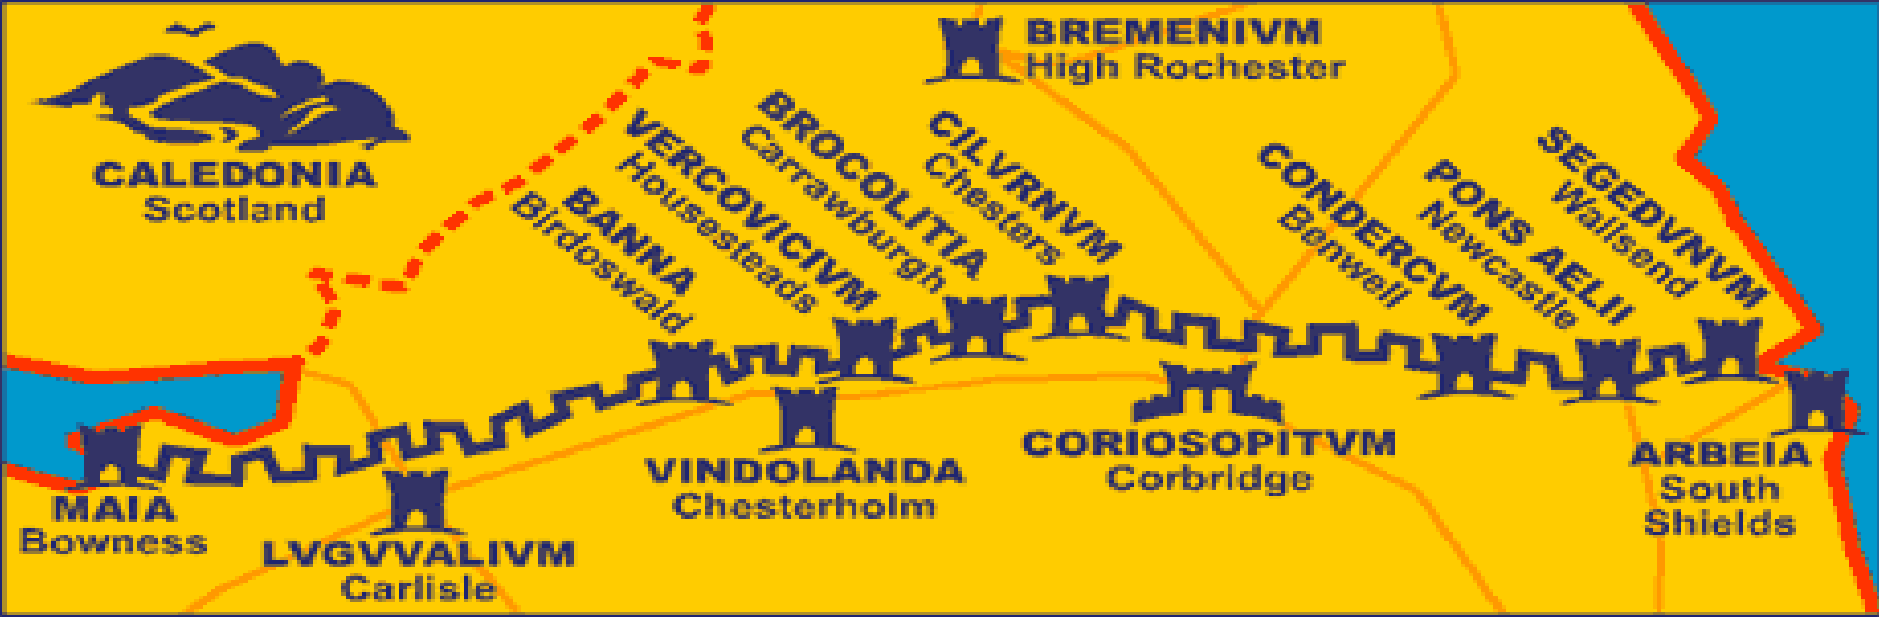 CALEDONIA
Scotland
BREMENIVM
High Rochester
BANNA
Birdoswald
VERCOVICIVM
Housesteads
BROCOLITIA
Carrawburgh
CILVRNVM
Chesters
CONDERCVM
Benwell
PONS AELII
Newcastle
SEGEDVNVM
Wallsend
MAIA
Bowness
LVGVVALIVM
Carlisle
VINDOLANDA
Chesterholm
CORIOSOPITVM
Corbridge
ARBEIA
South
Shields